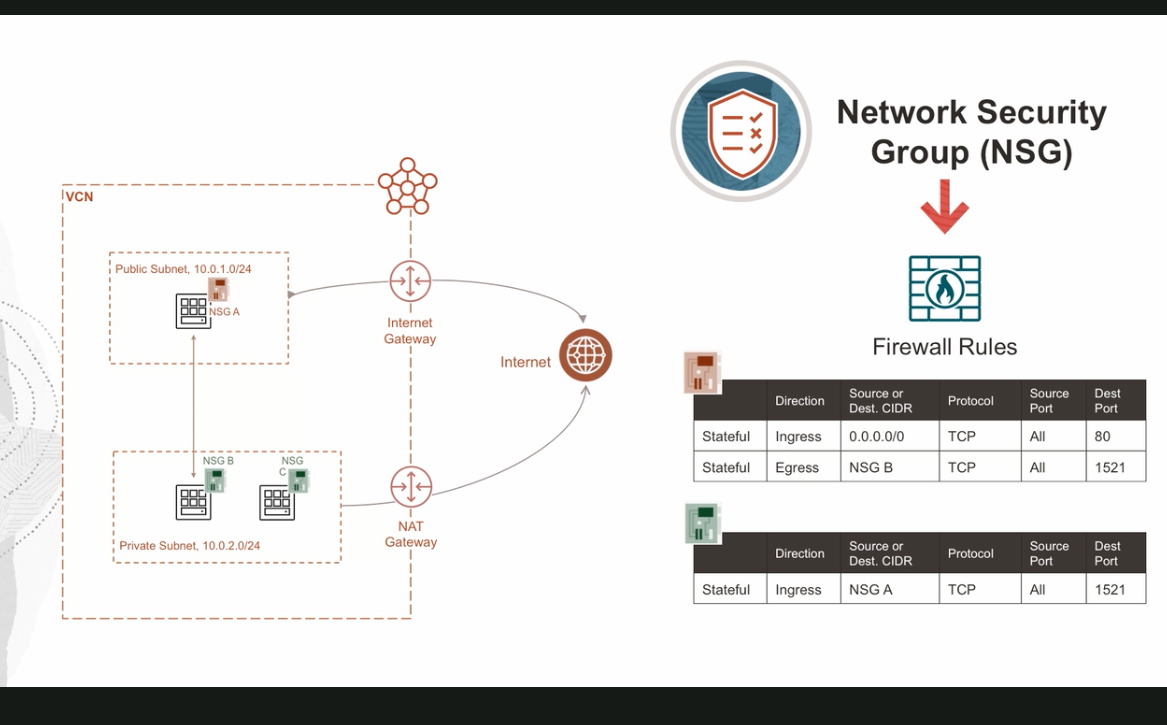 Network Security
Group (NSG)
VCN
Public Subnet, 10.0.1.0/24
NSG A
Internet
Gateway
Internet
NSG B
NSG
C
Private Subnet, 10.0.2.0/24
NAT
Gateway
Firewall Rules
Direction Source or Dest. CIDR Protocol Source Port Dest Port
Stateful Ingress 0.0.0.0/0 TCP All 80
Stateful Egress NSG B TCP All 1521
Direction Source or Dest. CIDR Protocol Source Port Dest Port
Stateful Ingress NSG A TCP All 1521